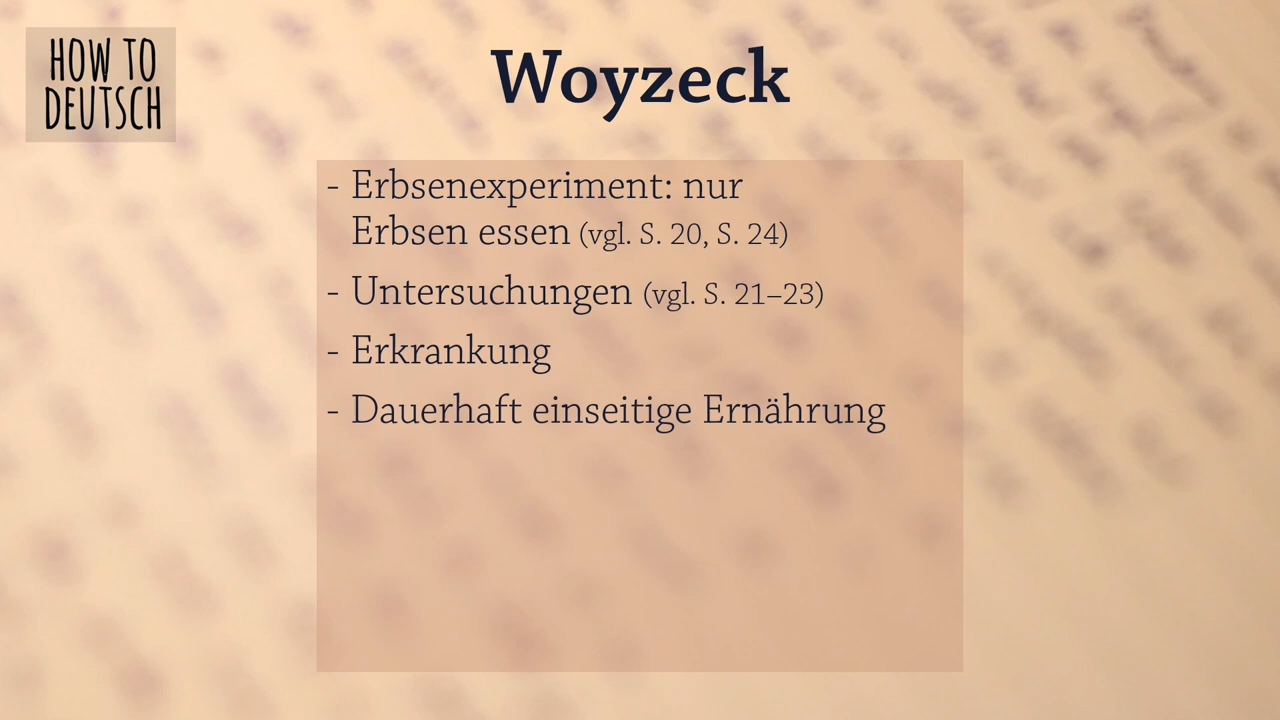 HOW TO
DEUTSCH
Woyzeck
- Erbsenexperiment: nur
Erbsen essen (vgl. S. 20, S. 24)
- Untersuchungen (vgl. S. 21–23)
- Erkrankung
- Dauerhaft einseitige Ernährung